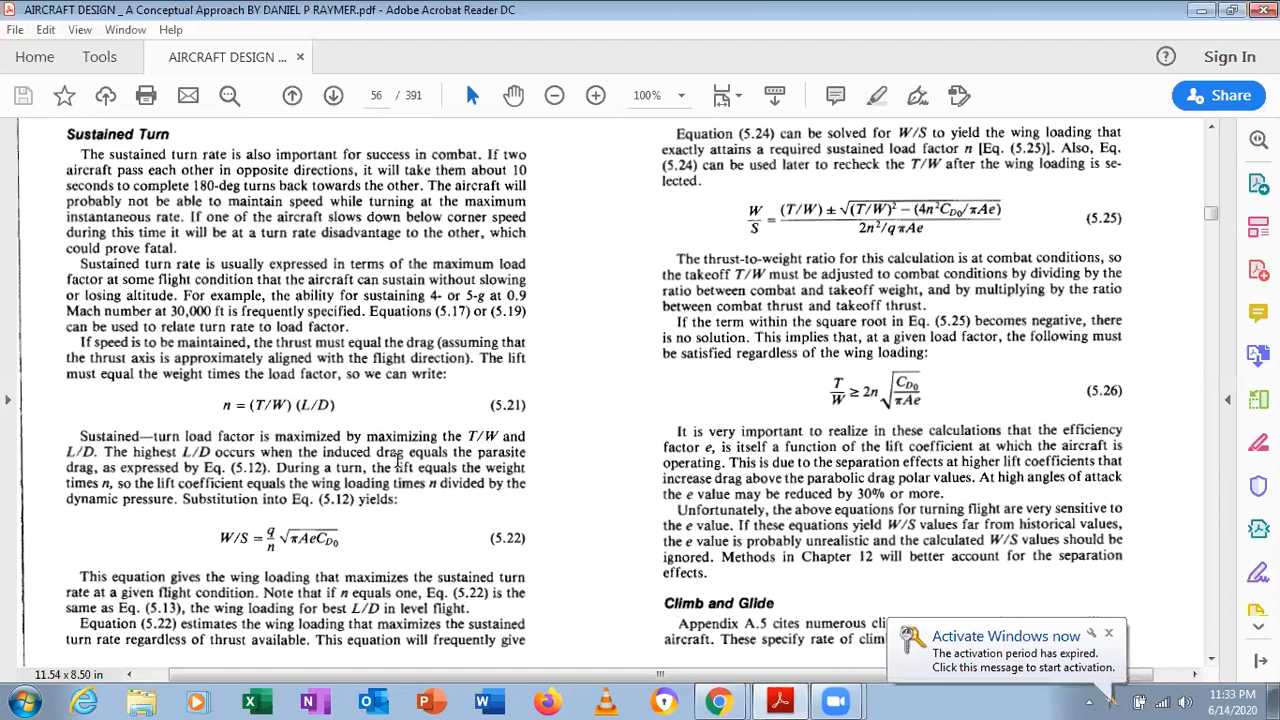 AIRCRAFT DESIGN _ A Conceptual Approach BY DANIEL P RAYMER.pdf - Adobe Acrobat Reader DC
File Edit View Window Help
Home Tools AIRCRAFT DESIGN ... × Sign In
56 / 391 100% Share
Sustained Turn
The sustained turn rate is also important for success in combat. If two
aircraft pass each other in opposite directions, it will take them about 10
seconds to complete 180-deg turns back towards the other. The aircraft will
probably not be able to maintain speed while turning at the maximum
instantaneous rate. If one of the aircraft slows down below corner speed
during this time it will be at a turn rate disadvantage to the other, which
could prove fatal.
Sustained turn rate is usually expressed in terms of the maximum load
factor at some flight condition that the aircraft can sustain without slowing
or losing altitude. For example, the ability for sustaining 4- or 5-g at 0.9
Mach number at 30,000 ft is frequently specified. Equations (5.17) or (5.19)
can be used to relate turn rate to load factor.
If speed is to be maintained, the thrust must equal the drag (assuming that
the thrust axis is approximately aligned with the flight direction). The lift
must equal the weight times the load factor, so we can write:
n = (T/W) (L/D) (5.21)
Sustained—turn load factor is maximized by maximizing the T/W and
L/D. The highest L/D occurs when the induced drag equals the parasite
drag, as expressed by Eq. (5.12). During a turn, the lift equals the weight
times n, so the lift coefficient equals the wing loading times n divided by the
dynamic pressure. Substitution into Eq. (5.12) yields:
W/S = q/n √πAeC_D0 (5.22)
This equation gives the wing loading that maximizes the sustained turn
rate at a given flight condition. Note that if n equals one, Eq. (5.22) is the
same as Eq. (5.13), the wing loading for best L/D in level flight.
Equation (5.22) estimates the wing loading that maximizes the sustained
turn rate regardless of thrust available. This equation will frequently give
Equation (5.24) can be solved for W/S to yield the wing loading that
exactly attains a required sustained load factor n [Eq. (5.25)]. Also, Eq.
(5.24) can be used later to recheck the T/W after the wing loading is se-
lected.
W/S = (T/W) ± √(T/W)² − (4n²C_D0/πAe) / 2n²/qπAe (5.25)
The thrust-to-weight ratio for this calculation is at combat conditions, so
the takeoff T/W must be adjusted to combat conditions by dividing by the
ratio between combat and takeoff weight, and by multiplying by the ratio
between combat thrust and takeoff thrust.
If the term within the square root in Eq. (5.25) becomes negative, there
is no solution. This implies that, at a given load factor, the following must
be satisfied regardless of the wing loading:
T/W ≥ 2n √C_D0/πAe (5.26)
It is very important to realize in these calculations that the efficiency
factor e, is itself a function of the lift coefficient at which the aircraft is
operating. This is due to the separation effects at higher lift coefficients that
increase drag above the parabolic drag polar values. At high angles of attack
the e value may be reduced by 30% or more.
Unfortunately, the above equations for turning flight are very sensitive to
the e value. If these equations yield W/S values far from historical values,
the e value is probably unrealistic and the calculated W/S values should be
ignored. Methods in Chapter 12 will better account for the separation
effects.
Climb and Glide
Appendix A.5 cites numerous cli
aircraft. These specify rate of clim
Activate Windows now
The activation period has expired.
Click this message to start activation.
11.54 x 8.50 in
11:33 PM
6/14/2020